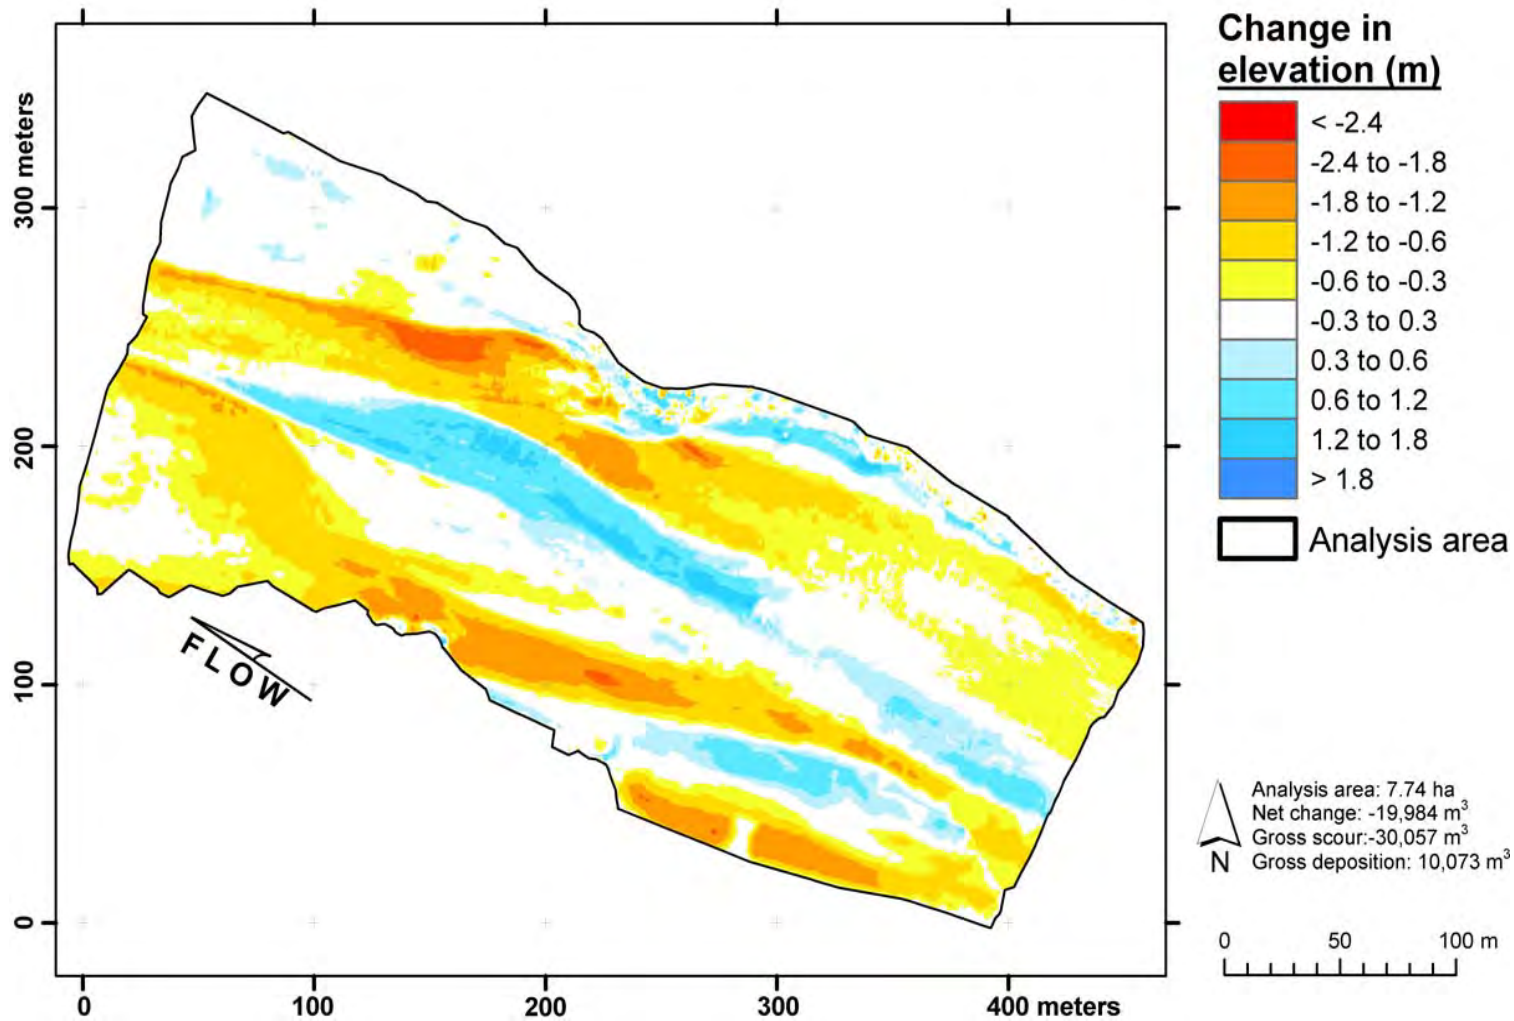 0
100
200
300 meters
300 meters
200
100
0
0
100
200
300
400 meters
FLOW
Change in
elevation (m)
< -2.4
-2.4 to -1.8
-1.8 to -1.2
-1.2 to -0.6
-0.6 to -0.3
-0.3 to 0.3
0.3 to 0.6
0.6 to 1.2
1.2 to 1.8
> 1.8
Analysis area
N
Analysis area: 7.74 ha
Net change: -19,984 m³
Gross scour:-30,057 m³
Gross deposition: 10,073 m³
0 50 100 m